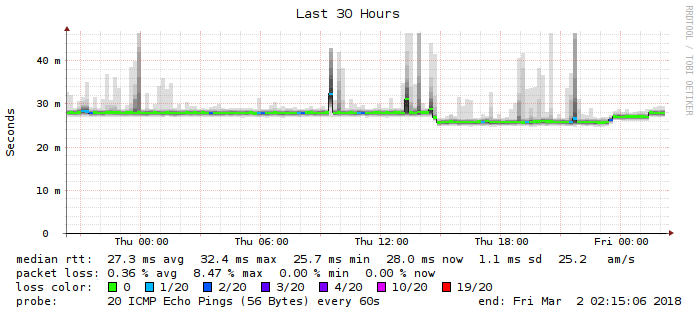 Last 30 Hours
RRDTOOL / TOBI OETIKER
Seconds
40 m
30 m
20 m
10 m
0
Thu 00:00 Thu 06:00 Thu 12:00 Thu 18:00 Fri 00:00
median rtt: 27.3 ms avg 32.4 ms max 25.7 ms min 28.0 ms now 1.1 ms sd 25.2 am/s
packet loss: 0.36 % avg 8.47 % max 0.00 % min 0.00 % now
loss color: 0 1/20 2/20 3/20 4/20 10/20 19/20
probe: 20 ICMP Echo Pings (56 Bytes) every 60s end: Fri Mar 2 02:15:06 2018